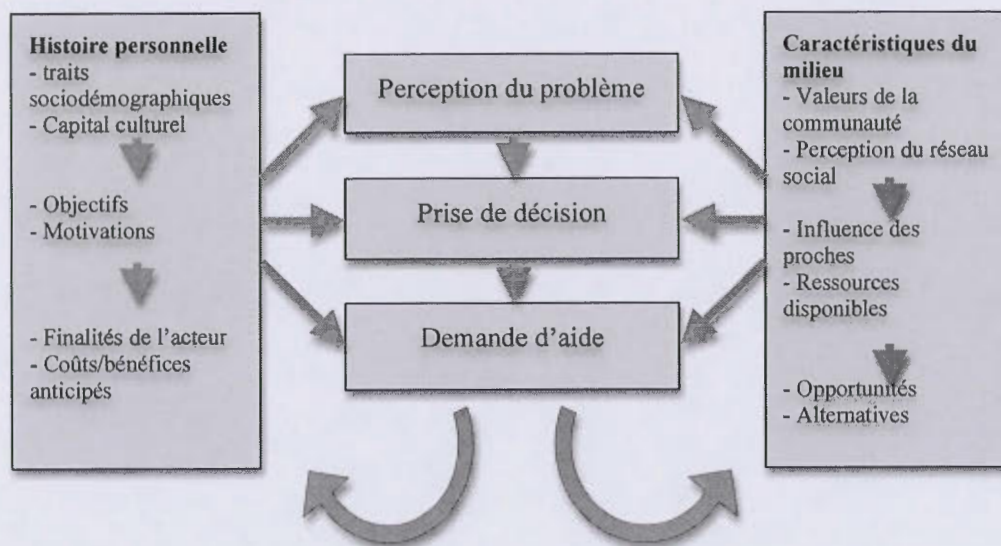 Histoire personnelle
- traits
sociodémographiques
- Capital culturel
- Objectifs
- Motivations
- Finalités de l'acteur
- Coûts/bénéfices
anticipés
Perception du problème
Prise de décision
Demande d'aide
Caractéristiques du
milieu
- Valeurs de la
communauté
- Perception du réseau
social
- Influence des
proches
- Ressources
disponibles
- Opportunités
- Alternatives